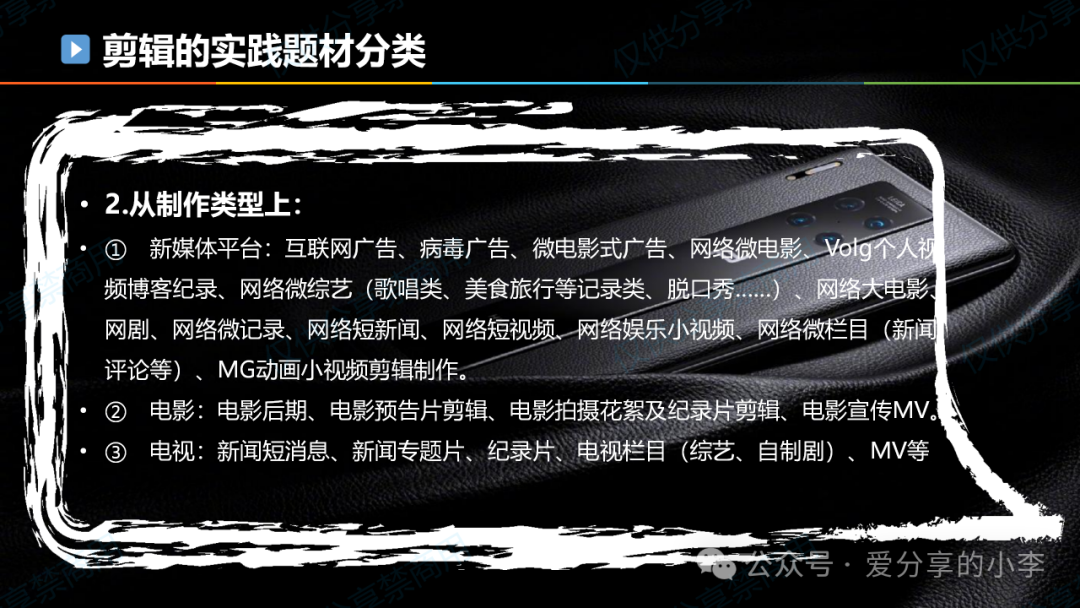 剪辑的实践题材分类
• 2.从制作类型上：
• ① 新媒体平台：互联网广告、病毒广告、微电影式广告、网络微电影、Volg个人视
频博客纪录、网络微综艺（歌唱类、美食旅行等记录类、脱口秀……）、网络大电影、
网剧、网络微记录、网络短新闻、网络短视频、网络娱乐小视频、网络微栏目（新闻
评论等）、MG动画小视频剪辑制作。
• ② 电影：电影后期、电影预告片剪辑、电影拍摄花絮及纪录片剪辑、电影宣传MV。
• ③ 电视：新闻短消息、新闻专题片、纪录片、电视栏目（综艺、自制剧）、MV等
公众号 · 爱分享的小李